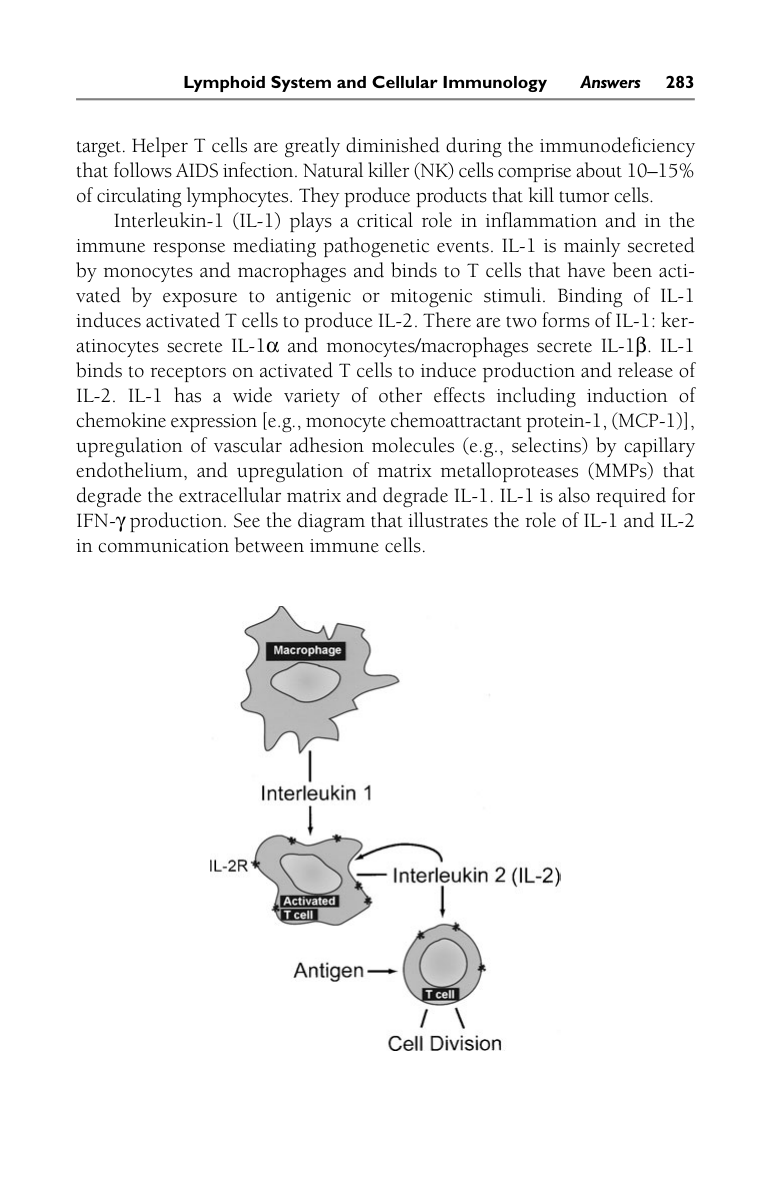 Lymphoid System and Cellular Immunology Answers 283
target. Helper T cells are greatly diminished during the immunodeficiency
that follows AIDS infection. Natural killer (NK) cells comprise about 10–15%
of circulating lymphocytes. They produce products that kill tumor cells.
Interleukin-1 (IL-1) plays a critical role in inflammation and in the
immune response mediating pathogenetic events. IL-1 is mainly secreted
by monocytes and macrophages and binds to T cells that have been acti-
vated by exposure to antigenic or mitogenic stimuli. Binding of IL-1
induces activated T cells to produce IL-2. There are two forms of IL-1: ker-
atinocytes secrete IL-1α and monocytes/macrophages secrete IL-1β. IL-1
binds to receptors on activated T cells to induce production and release of
IL-2. IL-1 has a wide variety of other effects including induction of
chemokine expression [e.g., monocyte chemoattractant protein-1, (MCP-1)],
upregulation of vascular adhesion molecules (e.g., selectins) by capillary
endothelium, and upregulation of matrix metalloproteases (MMPs) that
degrade the extracellular matrix and degrade IL-1. IL-1 is also required for
IFN-γ production. See the diagram that illustrates the role of IL-1 and IL-2
in communication between immune cells.
Macrophage
Interleukin 1
IL-2R
Interleukin 2 (IL-2)
Activated
T cell
Antigen
T cell
Cell Division